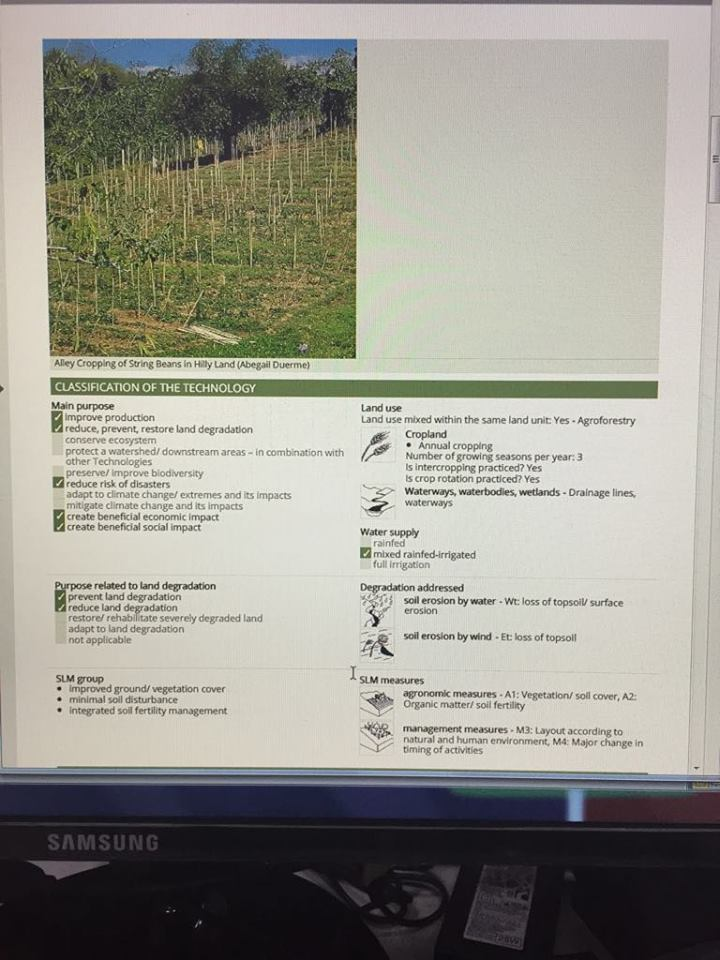 Alley Cropping of String Beans in Hilly Land (Abegail Duerme)
CLASSIFICATION OF THE TECHNOLOGY
Main purpose
improve production
reduce, prevent, restore land degradation
conserve ecosystem
protect a watershed/ downstream areas – in combination with
other Technologies
preserve/ improve biodiversity
reduce risk of disasters
adapt to climate change/ extremes and its impacts
mitigate climate change and its impacts
create beneficial economic impact
create beneficial social impact
Land use
Land use mixed within the same land unit: Yes - Agroforestry
Cropland
• Annual cropping
Number of growing seasons per year: 3
Is intercropping practiced? Yes
Is crop rotation practiced? Yes
Waterways, waterbodies, wetlands - Drainage lines,
waterways
Water supply
rainfed
mixed rainfed-irrigated
full irrigation
Purpose related to land degradation
prevent land degradation
reduce land degradation
restore/ rehabilitate severely degraded land
adapt to land degradation
not applicable
Degradation addressed
soil erosion by water - Wt: loss of topsoil/ surface
erosion
soil erosion by wind - Et: loss of topsoil
SLM group
• improved ground/ vegetation cover
• minimal soil disturbance
• integrated soil fertility management
SLM measures
agronomic measures - A1: Vegetation/ soil cover, A2:
Organic matter/ soil fertility
management measures - M3: Layout according to
natural and human environment, M4: Major change in
timing of activities
SAMSUNG